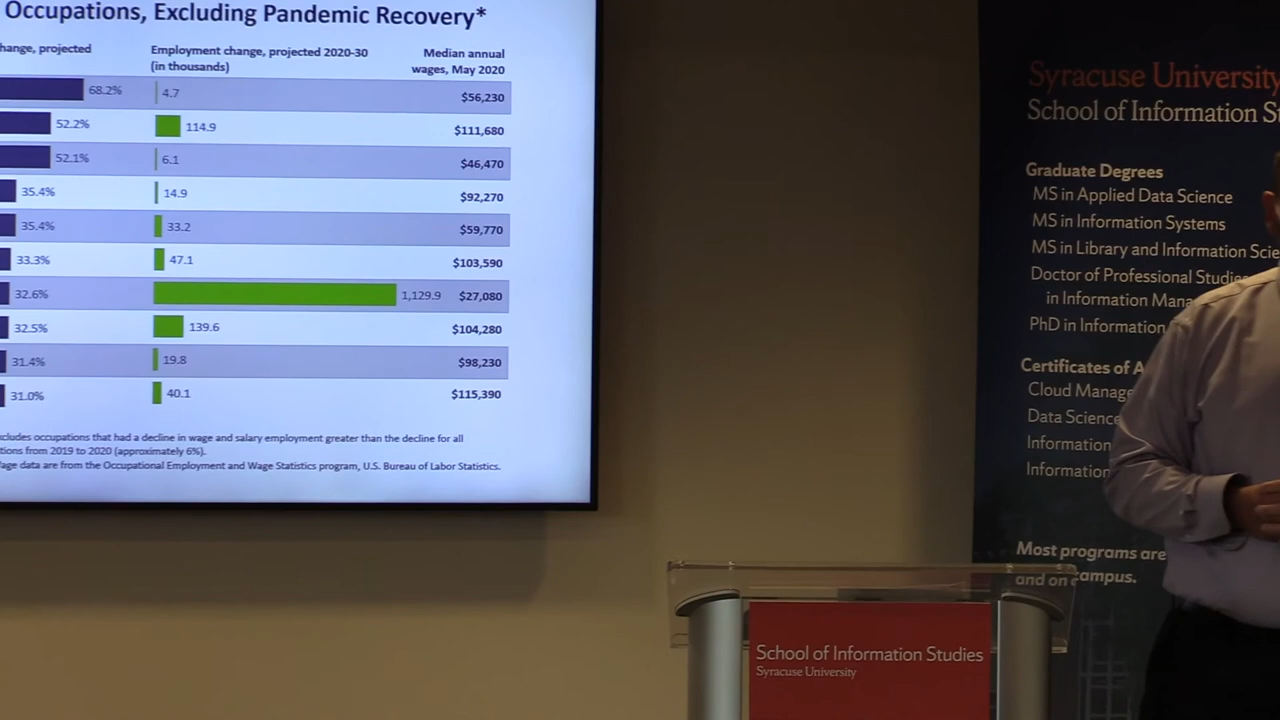 Occupations, Excluding Pandemic Recovery*
hange, projected
Employment change, projected 2020-30
(in thousands)
Median annual
wages, May 2020
68.2% 4.7 $56,230
52.2% 114.9 $111,680
52.1% 6.1 $46,470
35.4% 14.9 $92,270
35.4% 33.2 $59,770
33.3% 47.1 $103,590
32.6% 1,129.9 $27,080
32.5% 139.6 $104,280
31.4% 19.8 $98,230
31.0% 40.1 $115,390
cludes occupations that had a decline in wage and salary employment greater than the decline for all
tions from 2019 to 2020 (approximately 6%).
age data are from the Occupational Employment and Wage Statistics program, U.S. Bureau of Labor Statistics.
Syracuse University
School of Information St
Graduate Degrees
MS in Applied Data Science
MS in Information Systems
MS in Library and Information Scie
Doctor of Professional Studies
in Information Mana
PhD in Information
Certificates of A
Cloud Manage
Data Science
Information
Information
Most programs are
and on campus.
School of Information Studies
Syracuse University